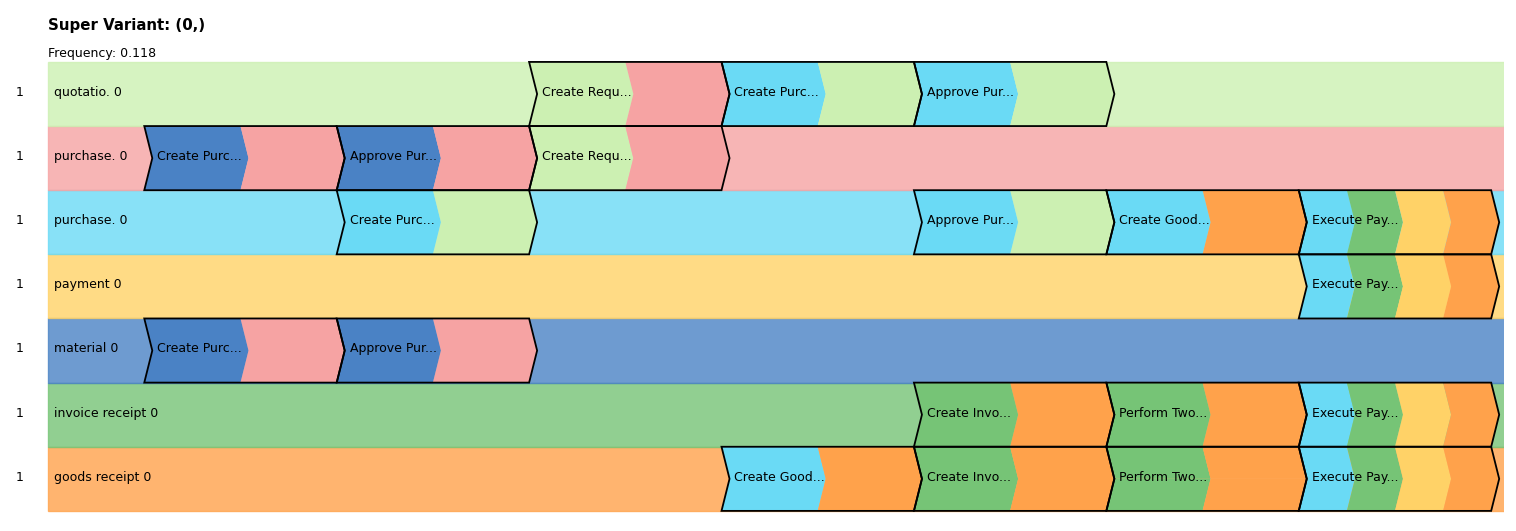 Super Variant: (0,)
Frequency: 0.118
1 quotatio. 0 Create Requ... Create Purc... Approve Pur...
1 purchase. 0 Create Purc... Approve Pur... Create Requ...
1 purchase. 0 Create Purc... Approve Pur... Create Good... Execute Pay...
1 payment 0 Execute Pay...
1 material 0 Create Purc... Approve Pur...
1 invoice receipt 0 Create Invo... Perform Two... Execute Pay...
1 goods receipt 0 Create Good... Create Invo... Perform Two... Execute Pay...